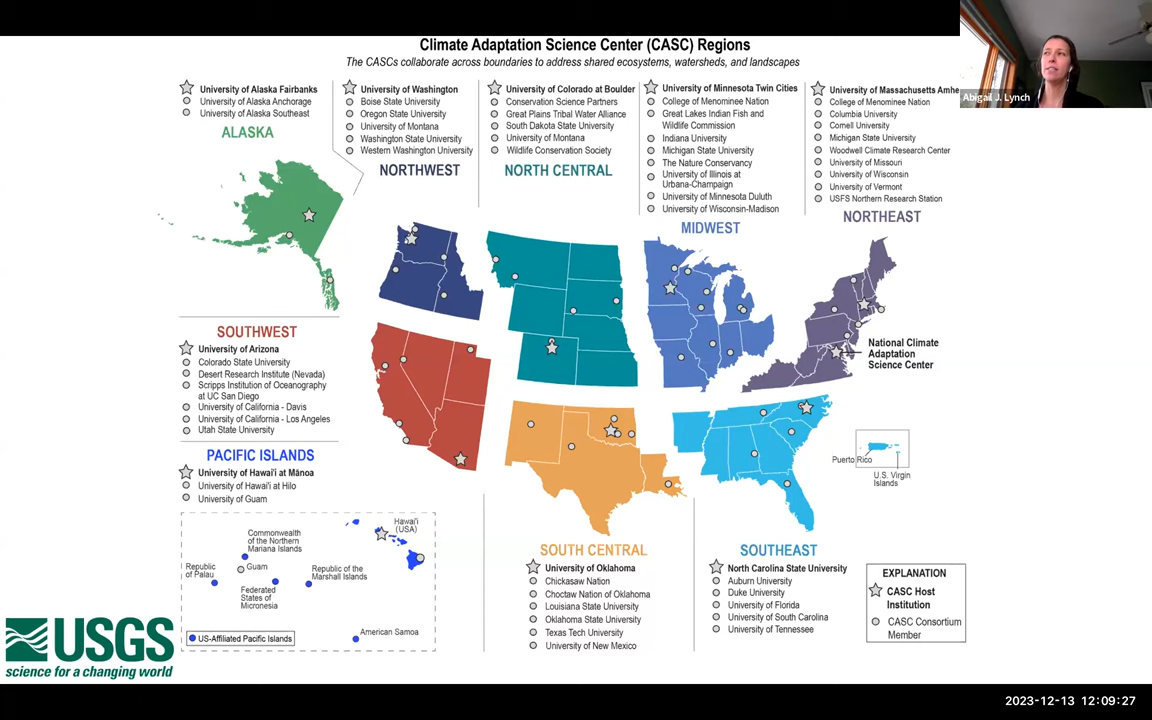 Climate Adaptation Science Center (CASC) Regions
The CASCs collaborate across boundaries to address shared ecosystems, watersheds, and landscapes
Abigail J. Lynch
University of Alaska Fairbanks
University of Alaska Anchorage
University of Alaska Southeast
ALASKA
University of Washington
Boise State University
Oregon State University
University of Montana
Washington State University
Western Washington University
NORTHWEST
University of Colorado at Boulder
Conservation Science Partners
Great Plains Tribal Water Alliance
South Dakota State University
University of Montana
Wildlife Conservation Society
NORTH CENTRAL
University of Minnesota Twin Cities
College of Menominee Nation
Great Lakes Indian Fish and
Wildlife Commission
Indiana University
Michigan State University
The Nature Conservancy
University of Illinois at
Urbana-Champaign
University of Minnesota Duluth
University of Wisconsin-Madison
MIDWEST
University of Massachusetts Amhe
College of Menominee Nation
Columbia University
Cornell University
Michigan State University
Woodwell Climate Research Center
University of Missouri
University of Wisconsin
University of Vermont
USFS Northern Research Station
NORTHEAST
National Climate
Adaptation
Science Center
SOUTHWEST
University of Arizona
Colorado State University
Desert Research Institute (Nevada)
Scripps Institution of Oceanography
at UC San Diego
University of California - Davis
University of California - Los Angeles
Utah State University
PACIFIC ISLANDS
University of Hawai'i at Mānoa
University of Hawai'i at Hilo
University of Guam
Hawai'i
(USA)
Commonwealth
of the Northern
Mariana Islands
Republic
of Palau
Guam
Federated
States of
Micronesia
Republic of the
Marshall Islands
American Samoa
US-Affiliated Pacific Islands
Puerto Rico
U.S. Virgin
Islands
SOUTH CENTRAL
University of Oklahoma
Chickasaw Nation
Choctaw Nation of Oklahoma
Louisiana State University
Oklahoma State University
Texas Tech University
University of New Mexico
SOUTHEAST
North Carolina State University
Auburn University
Duke University
University of Florida
University of South Carolina
University of Tennessee
EXPLANATION
CASC Host
Institution
CASC Consortium
Member
USGS
science for a changing world
2023-12-13 12:09:27